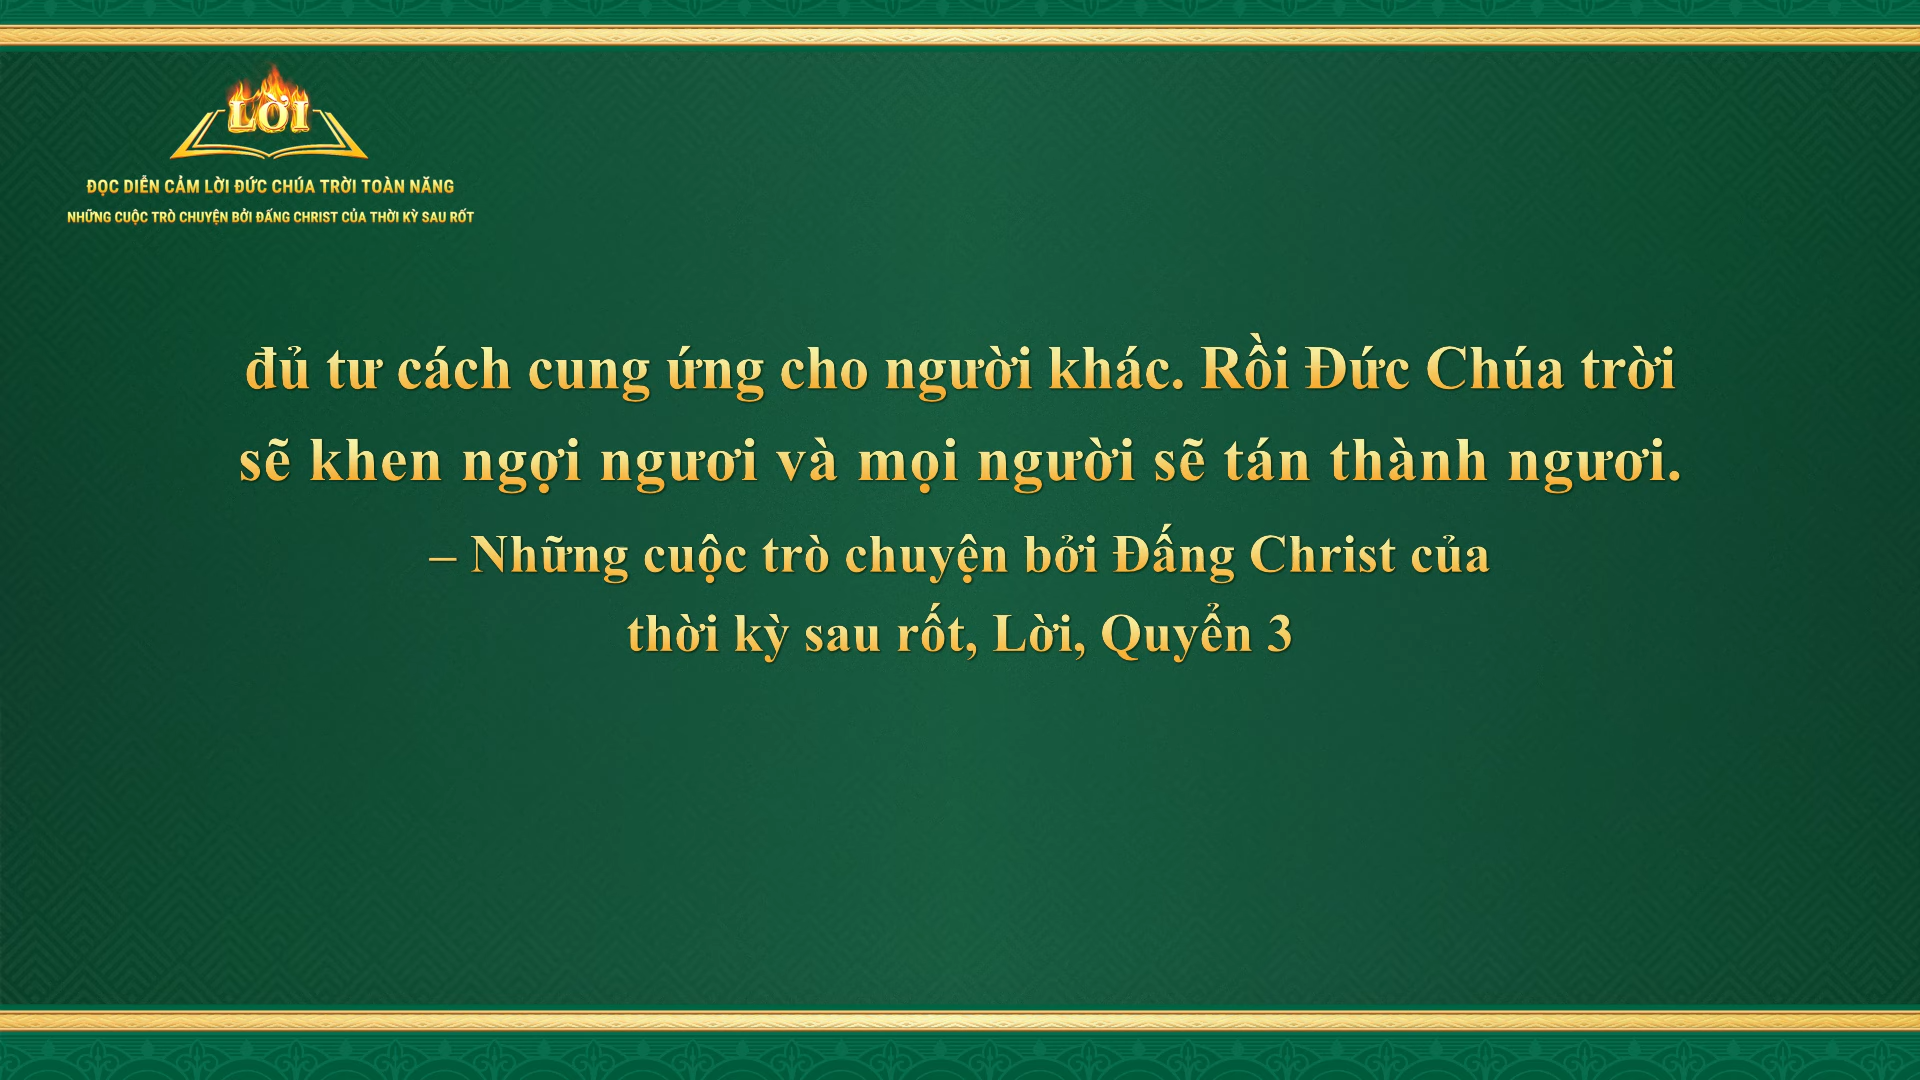 LỜI
ĐỌC DIỄN CẢM LỜI ĐỨC CHÚA TRỜI TOÀN NĂNG
NHỮNG CUỘC TRÒ CHUYỆN BỞI ĐẤNG CHRIST CỦA THỜI KỲ SAU RỐT
đủ tư cách cung ứng cho người khác. Rồi Đức Chúa trời
sẽ khen ngợi ngươi và mọi người sẽ tán thành ngươi.
– Những cuộc trò chuyện bởi Đấng Christ của
thời kỳ sau rốt, Lời, Quyển 3